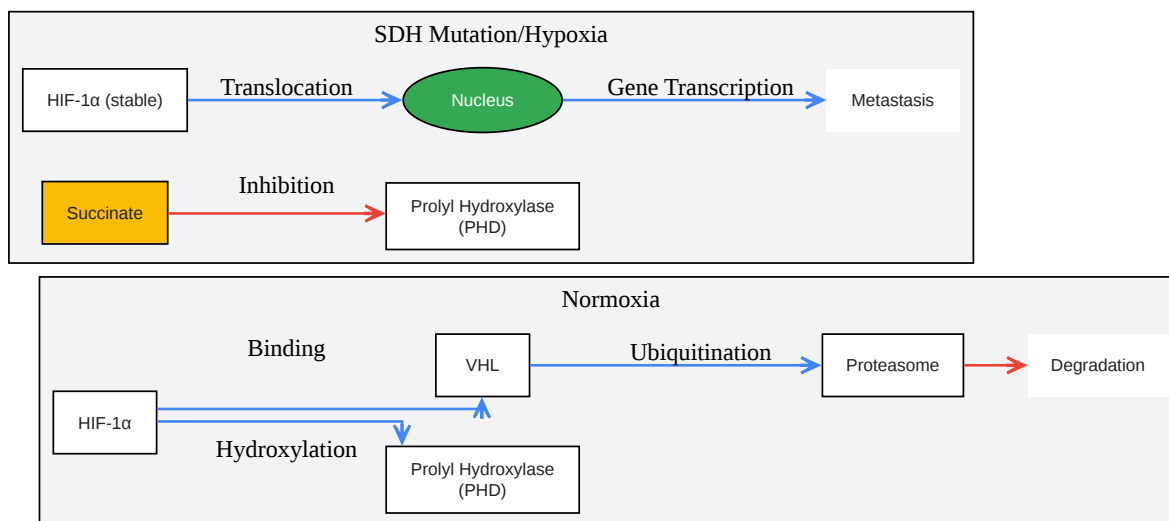 SDH Mutation/Hypoxia
HIF-1α (stable)
Translocation
Nucleus
Gene Transcription
Metastasis
Succinate
Inhibition
Prolyl Hydroxylase
(PHD)
Normoxia
Binding
VHL
Ubiquitination
Proteasome
Degradation
HIF-1α
Hydroxylation
Prolyl Hydroxylase
(PHD)